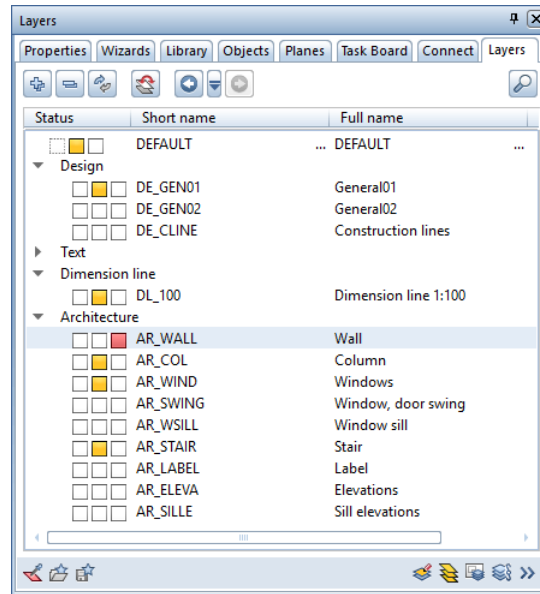 Layers
Properties Wizards Library Objects Planes Task Board Connect Layers
Status Short name Full name
DEFAULT ... DEFAULT ...
Design
DE_GEN01 General01
DE_GEN02 General02
DE_CLINE Construction lines
Text
Dimension line
DL_100 Dimension line 1:100
Architecture
AR_WALL Wall
AR_COL Column
AR_WIND Windows
AR_SWING Window, door swing
AR_WSILL Window sill
AR_STAIR Stair
AR_LABEL Label
AR_ELEVA Elevations
AR_SILLE Sill elevations